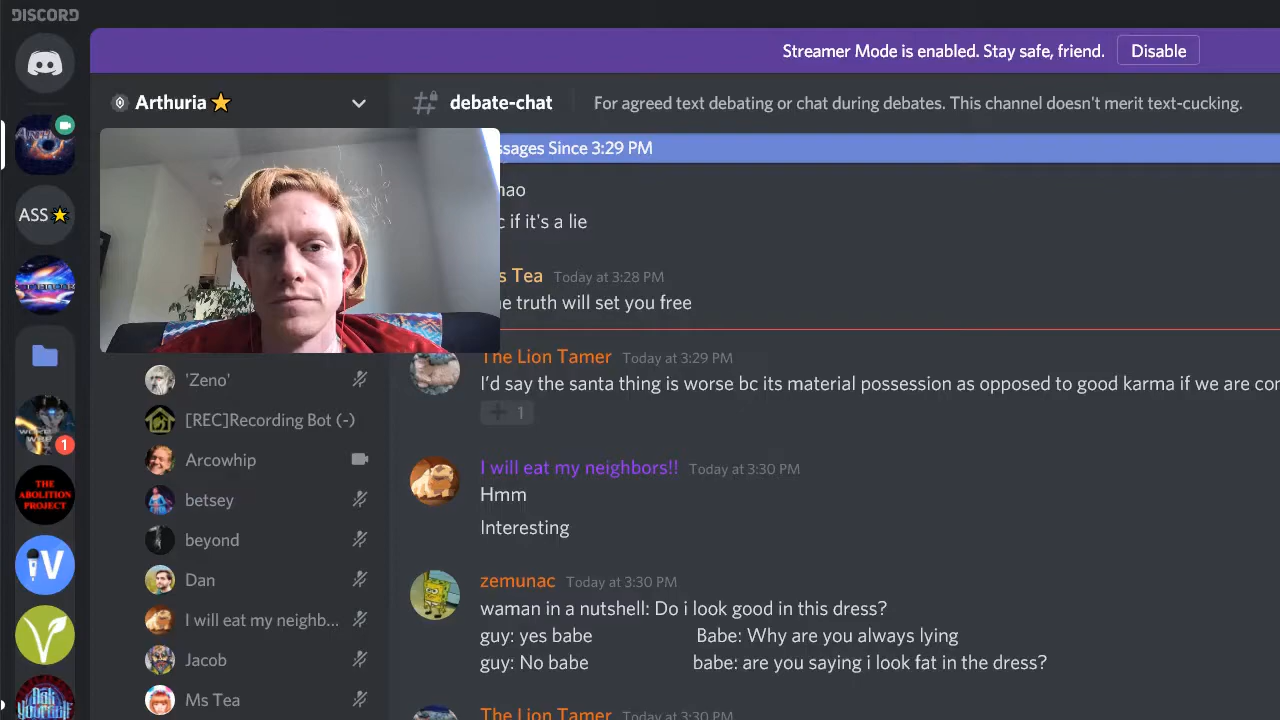 DISCORD
Streamer Mode is enabled. Stay safe, friend. Disable
Arthuria
debate-chat For agreed text debating or chat during debates. This channel doesn't merit text-cucking.
ssages Since 3:29 PM
ASS
nao
c if it's a lie
s Tea Today at 3:28 PM
e truth will set you free
The Lion Tamer Today at 3:29 PM
I'd say the santa thing is worse bc its material possession as opposed to good karma if we are cor
1
'Zeno'
[REC]Recording Bot (-)
Arcowhip
1
I will eat my neighbors!! Today at 3:30 PM
Hmm
Interesting
THE
ABOLITION
PROJECT
betsey
beyond
Dan
I will eat my neighb...
Jacob
Ms Tea
V
V
zemunac Today at 3:30 PM
waman in a nutshell: Do i look good in this dress?
guy: yes babe Babe: Why are you always lying
guy: No babe babe: are you saying i look fat in the dress?
The Lion Tamer Today at 3:30 PM